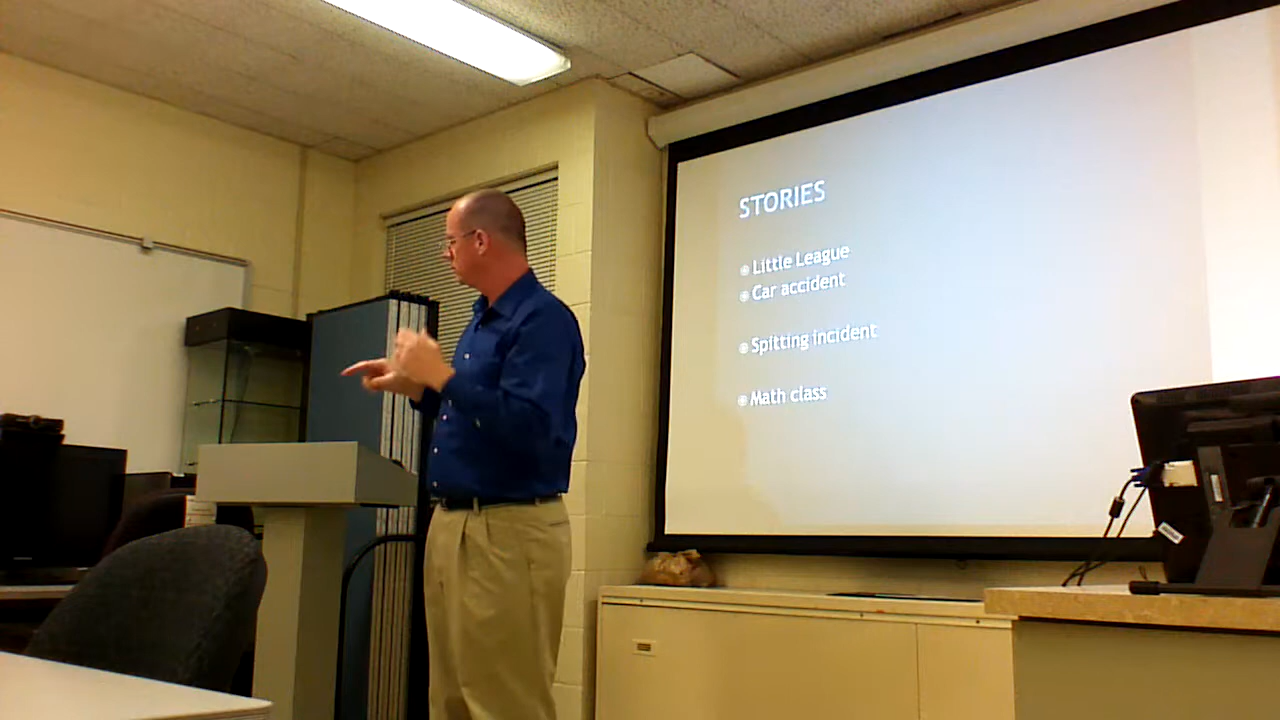 STORIES
Little League
Car accident
Spitting incident
Math class